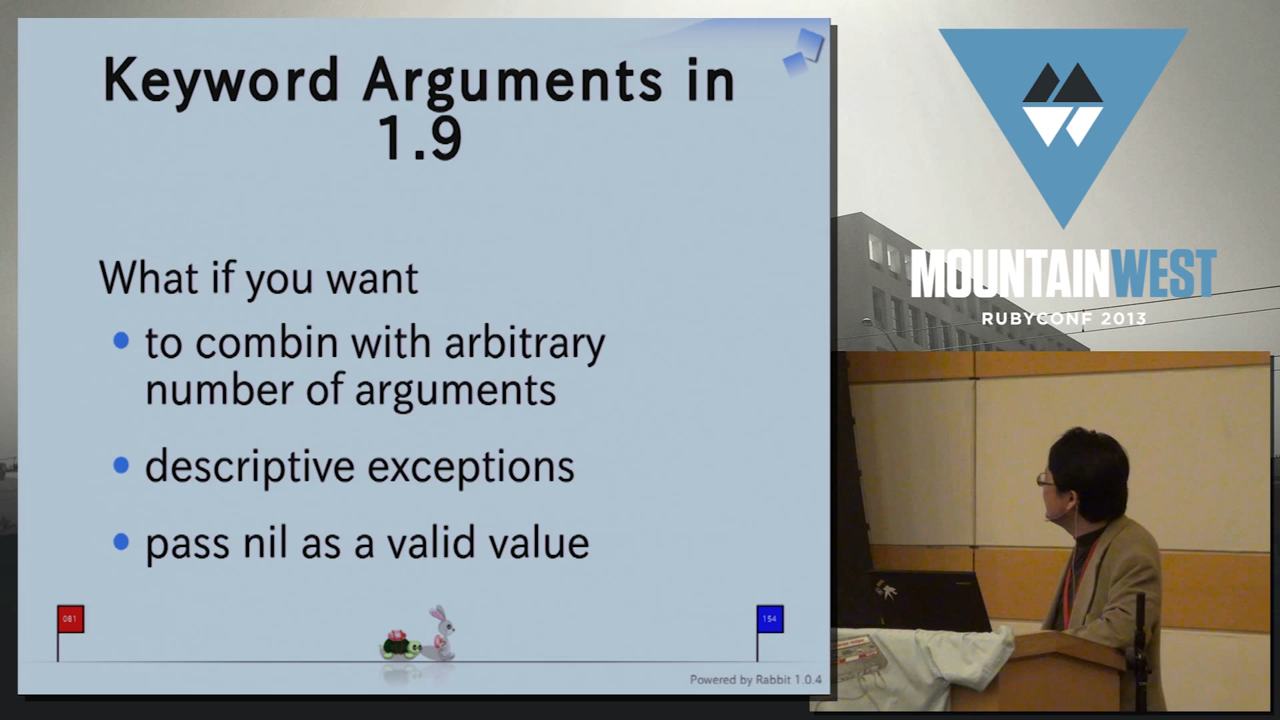 Keyword Arguments in
1.9
What if you want
to combin with arbitrary
number of arguments
descriptive exceptions
pass nil as a valid value
081
154
Powered by Rabbit 1.0.4
MOUNTAINWEST
RUBYCONF 2013